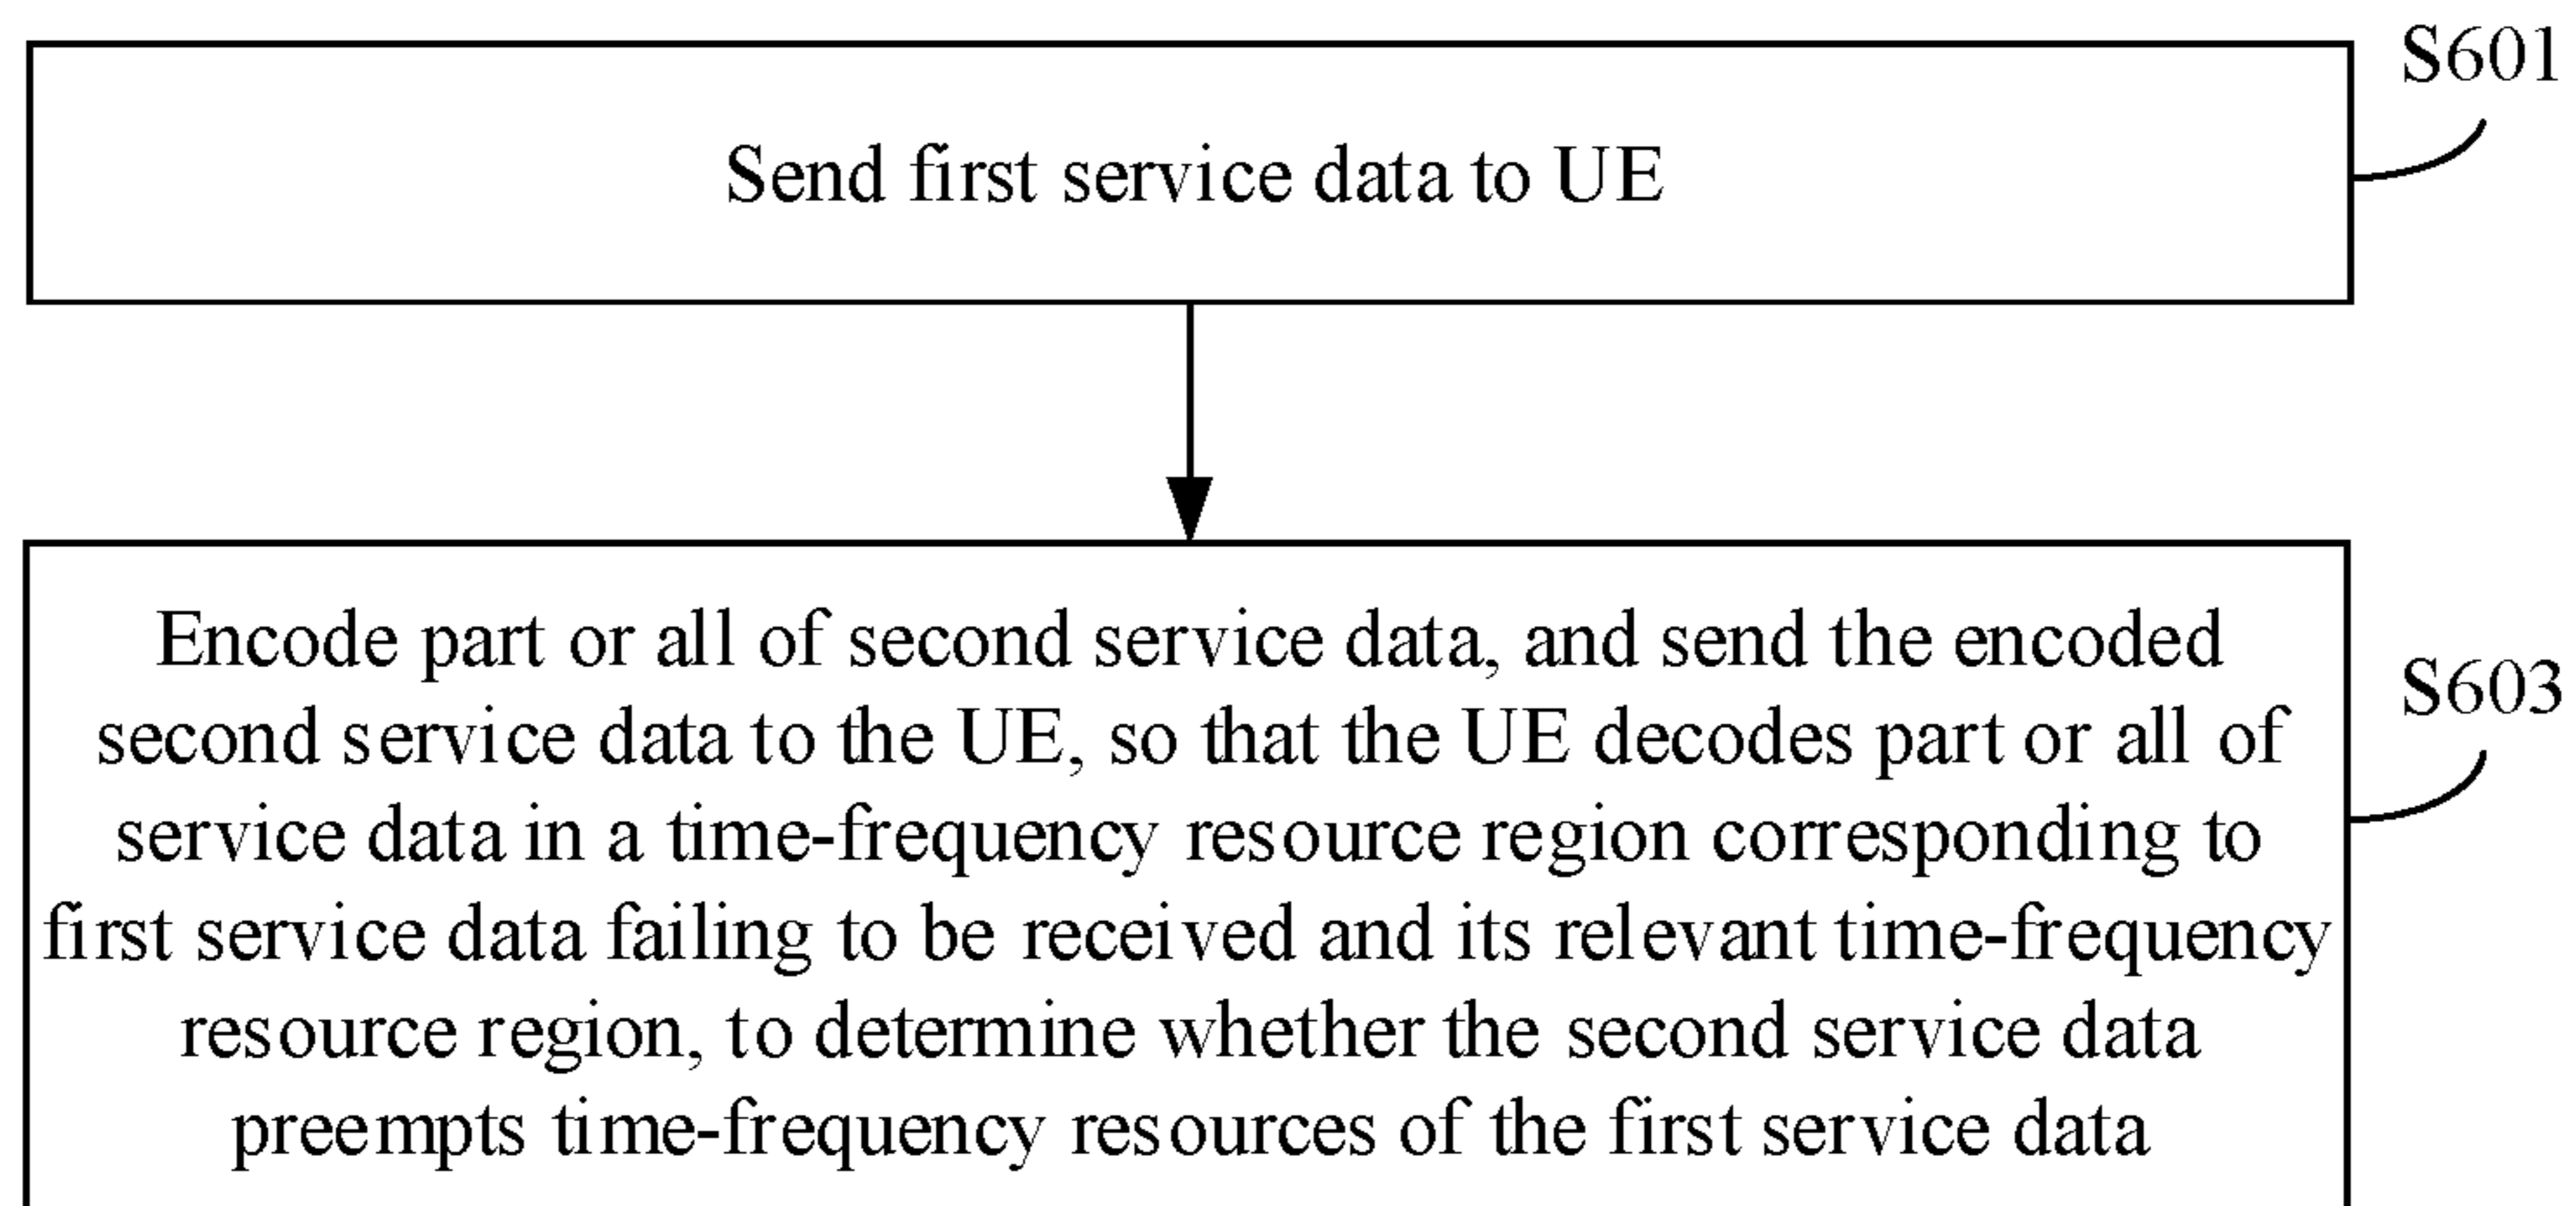 S601
Send first service data to UE
Encode part or all of second service data, and send the encoded
second service data to the UE, so that the UE decodes part or all of
service data in a time-frequency resource region corresponding to
first service data failing to be received and its relevant time-frequency
resource region, to determine whether the second service data
preempts time-frequency resources of the first service data
S603